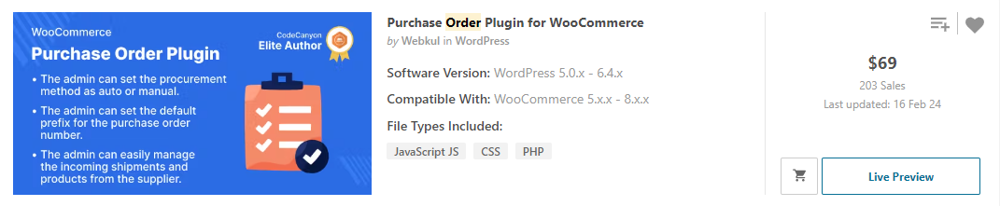 WooCommerce
CodeCanyon
Elite Author
Purchase Order Plugin
• The admin can set the procurement
method as auto or manual.
• The admin can set the default
prefix for the purchase order
number.
• The admin can easily manage
the incoming shipments and
products from the supplier.
Purchase Order Plugin for WooCommerce
by Webkul in WordPress
Software Version: WordPress 5.0.x - 6.4.x
Compatible With: WooCommerce 5.x.x - 8.x.x
File Types Included:
JavaScript JS CSS PHP
$69
203 Sales
Last updated: 16 Feb 24
Live Preview